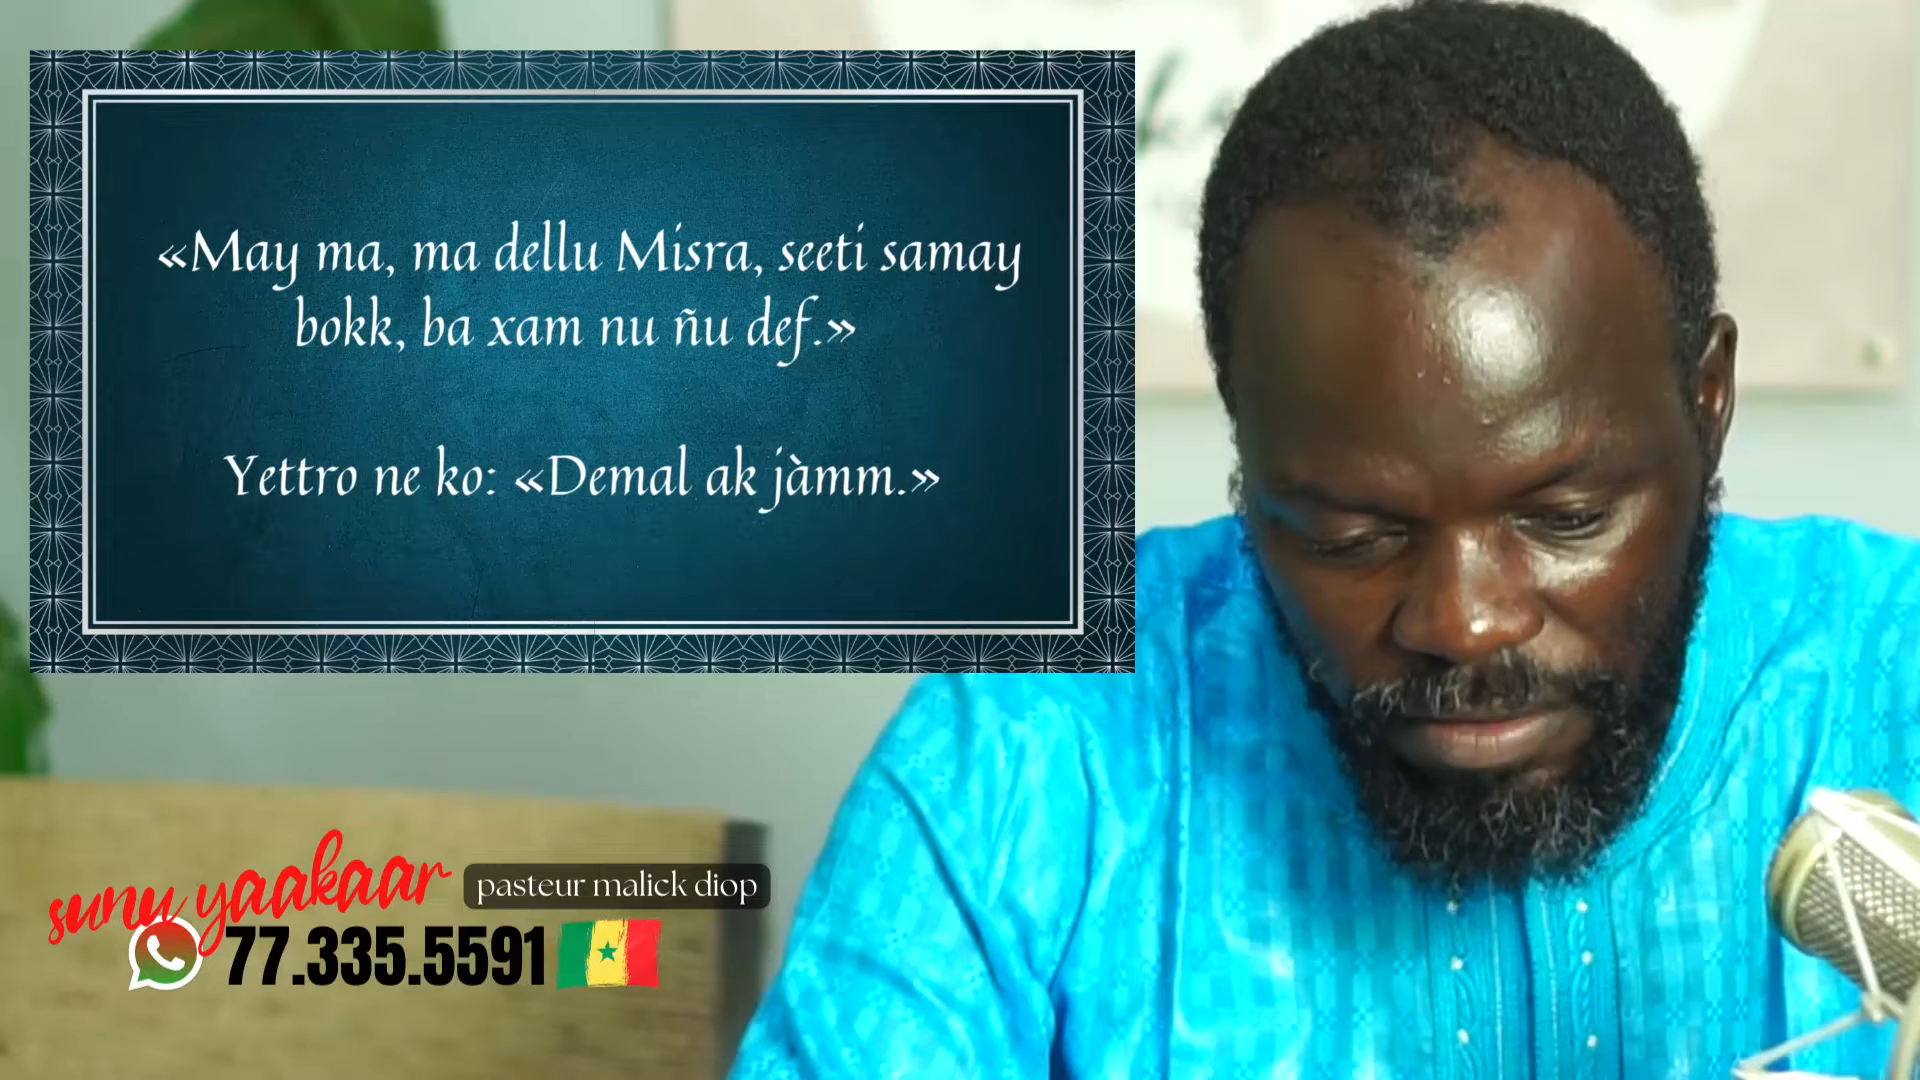 «May ma, ma dellu Misra, seeti samay
bokk, ba xam nu ñu def.»
Yettro ne ko: «Demal ak jàmm.»
sunu yaakaar
pasteur malick diop
77.335.5591